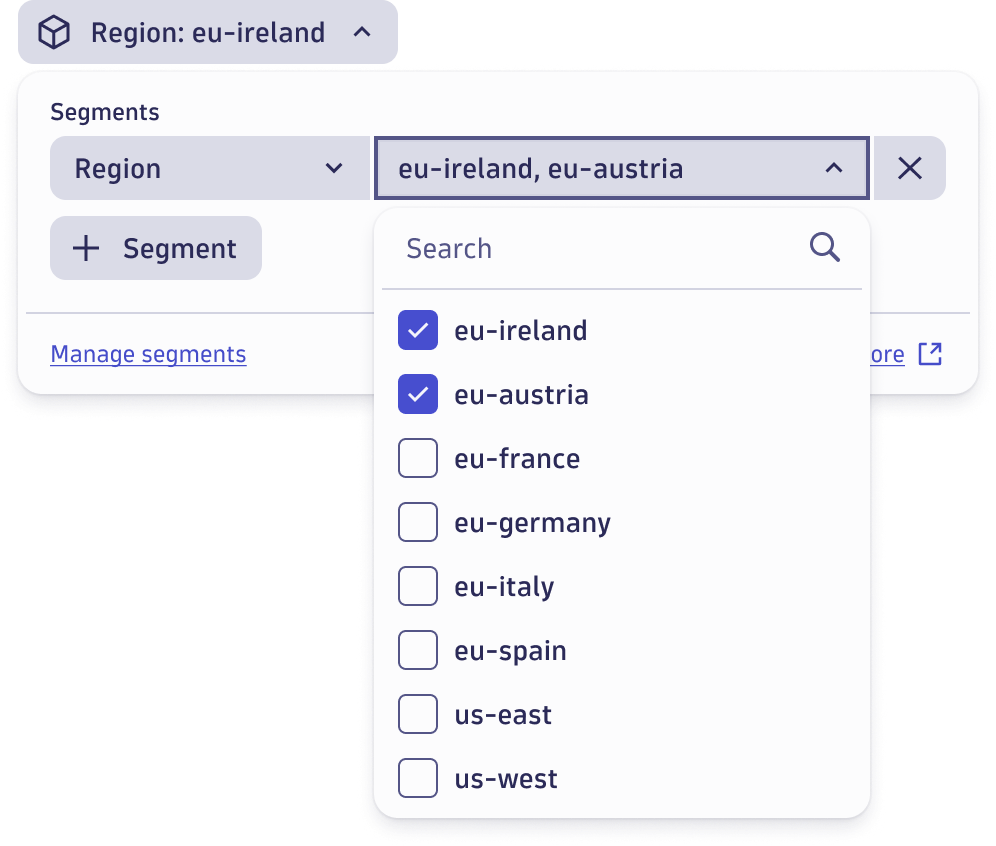 Region: eu-ireland
Segments
Region
eu-ireland, eu-austria
Segment
Search
eu-ireland
Manage segments
ore
eu-austria
eu-france
eu-germany
eu-italy
eu-spain
us-east
us-west